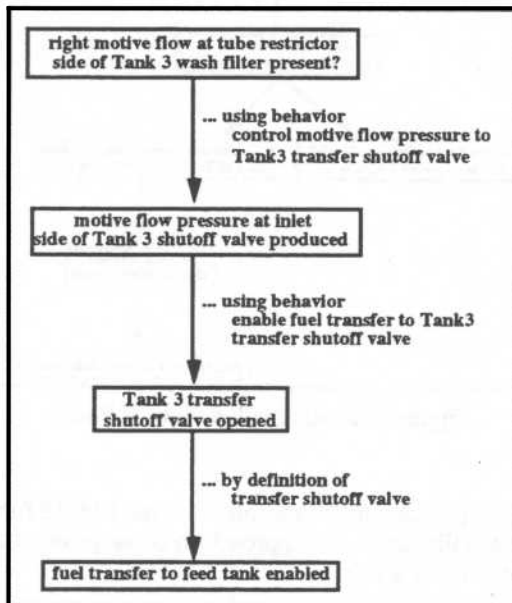 right motive flow at tube restrictor
side of Tank 3 wash filter present?
... using behavior
control motive flow pressure to
Tank3 transfer shutoff valve
motive flow pressure at inlet
side of Tank 3 shutoff valve produced
... using behavior
enable fuel transfer to Tank3
transfer shutoff valve
Tank 3 transfer
shutoff valve opened
... by definition of
transfer shutoff valve
fuel transfer to feed tank enabled